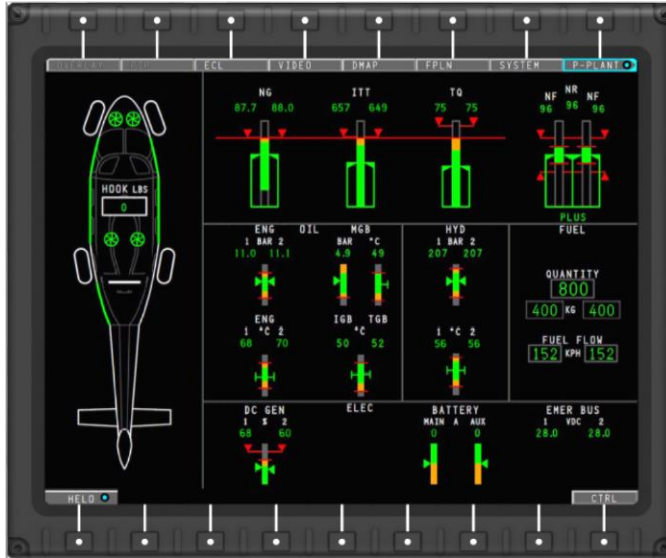 ECL VIDEO DMAP FPLN SYSTEM P-PLANT
NG ITT TQ NF NR NF
87.7 88.0 657 649 75 75 96 96 96
PLUS
HOOK LBS
0
ENG OIL MGB HYD FUEL
1 BAR 2 BAR °C 1 BAR 2
11.0 11.1 4.9 49 207 207
QUANTITY
800
400 KG 400
ENG IGB TGB
1 °C 2 °C 1 °C 2
68 70 50 52 56 56
FUEL FLOW
152 KPH 152
DC GEN ELEC BATTERY EMER BUS
1 % 2 MAIN A AUX 1 VDC 2
68 60 0 0 28.0 28.0
HELO CTRL